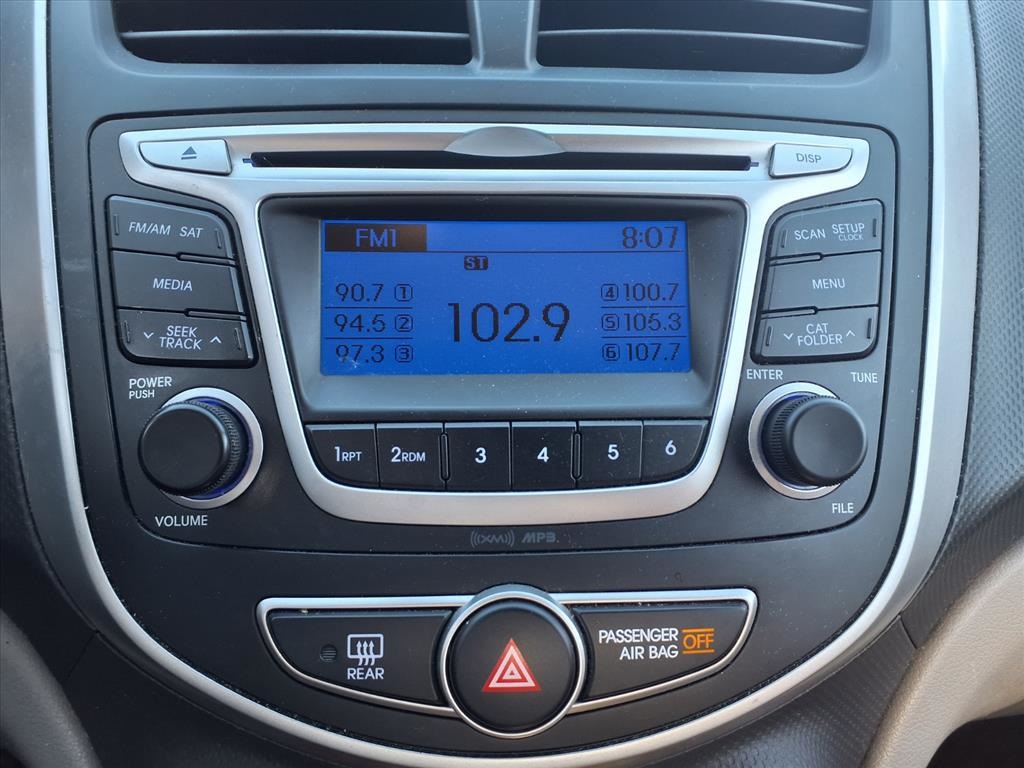 DISP
FM/AM SAT
SCAN SETUP
CLOCK
MEDIA
MENU
SEEK
TRACK
CAT
FOLDER
FM1 8:07
ST
90.7 1
94.5 2
97.3 3
102.9
4 100.7
5 105.3
6 107.7
POWER
PUSH
ENTER TUNE
1RPT 2RDM 3 4 5 6
VOLUME
FILE
((XM)) MP3
REAR
PASSENGER
AIR BAG OFF